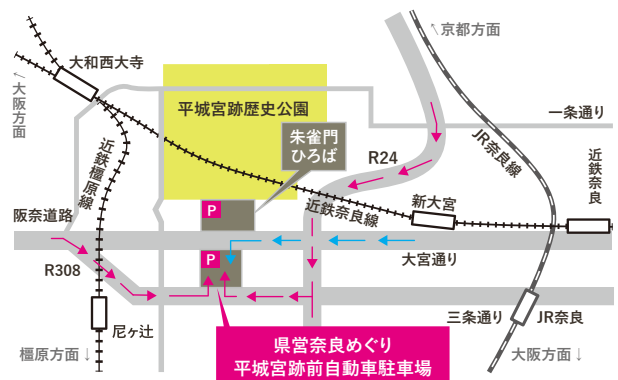 ↑京都方面
大和西大寺
←大阪方面
平城宮跡歴史公園
一条通り
朱雀門
ひろば
R24
JR奈良線
近鉄奈良
近鉄橿原線
P
近鉄奈良線
新大宮
阪奈道路
P
大宮通り
R308
尼ヶ辻
三条通り
JR奈良
橿原方面↓
大阪方面↓
県営奈良めぐり
平城宮跡前自動車駐車場